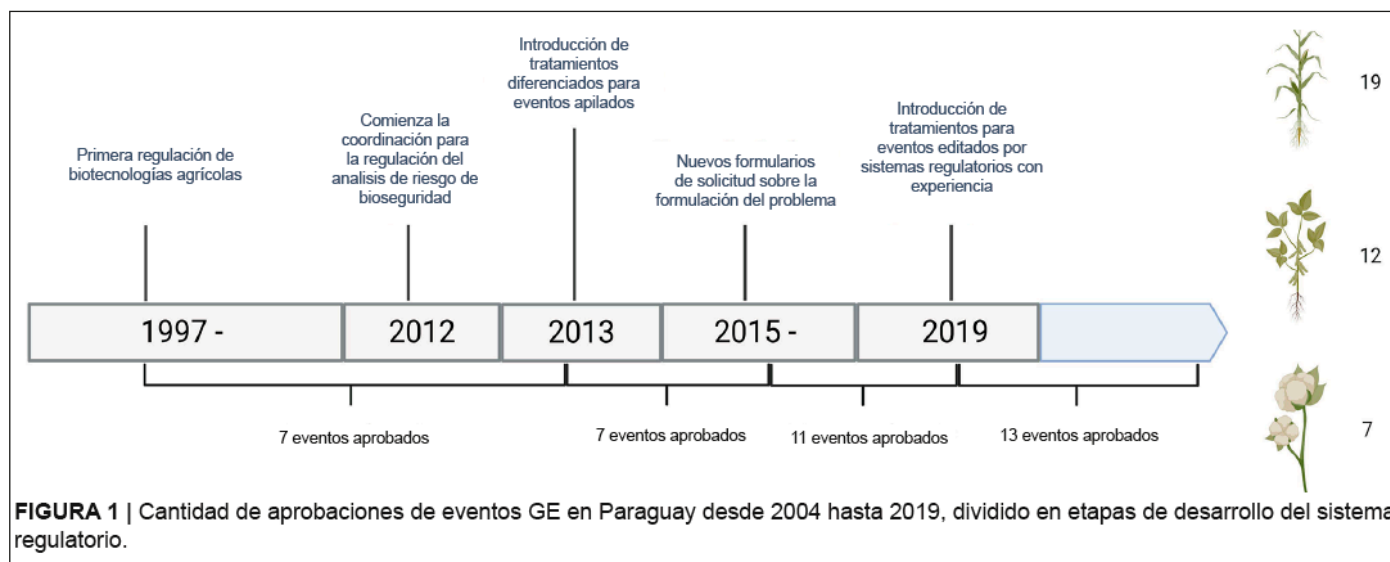 Primera regulación de
biotecnologías agrícolas
Comienza la
coordinación para
la regulación del
analisis de riesgo de
bioseguridad
Introducción de
tratamientos
diferenciados para
eventos apilados
Nuevos formularios
de solicitud sobre la
formulación del problema
Introducción de
tratamientos para
eventos editados por
sistemas regulatorios con
experiencia
1997 -
2012
2013
2015 -
2019
7 eventos aprobados
7 eventos aprobados
11 eventos aprobados
13 eventos aprobados
19
12
7
FIGURA 1 | Cantidad de aprobaciones de eventos GE en Paraguay desde 2004 hasta 2019, dividido en etapas de desarrollo del sistema
regulatorio.